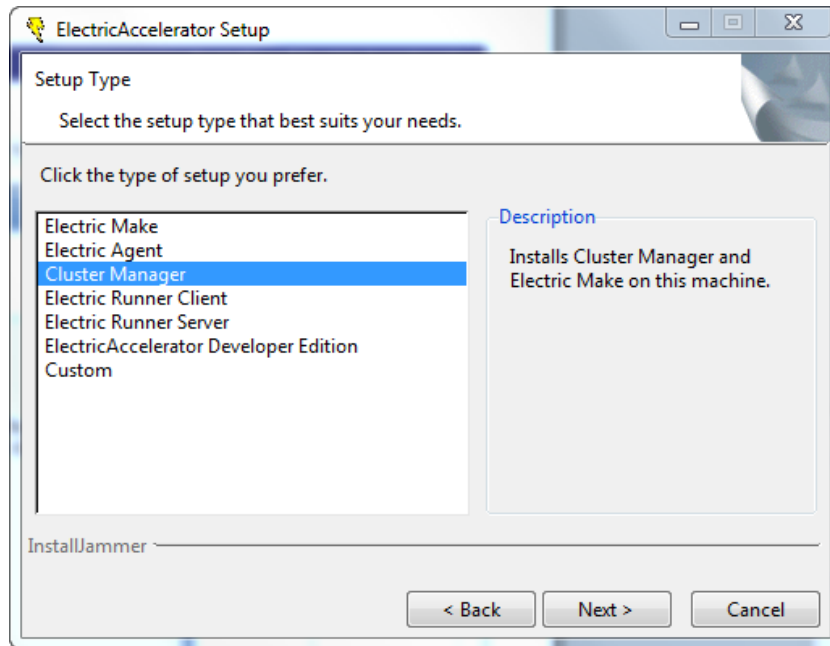 ElectricAccelerator Setup
Setup Type
Select the setup type that best suits your needs.
Click the type of setup you prefer.
Electric Make
Electric Agent
Cluster Manager
Electric Runner Client
Electric Runner Server
ElectricAccelerator Developer Edition
Custom
Description
Installs Cluster Manager and
Electric Make on this machine.
InstallJammer
< Back
Next >
Cancel